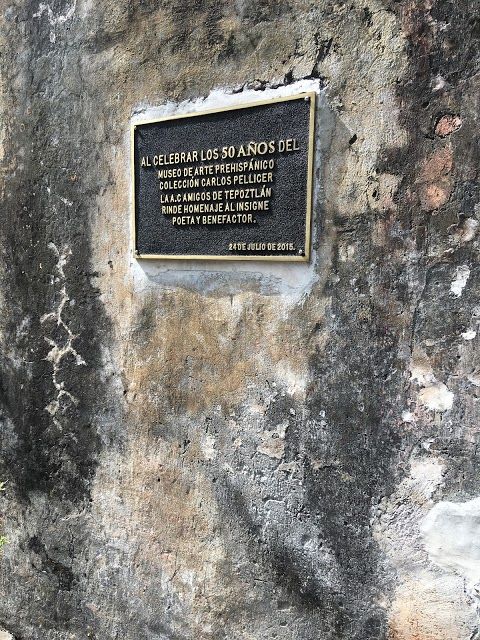 AL CELEBRAR LOS 50 AÑOS DEL
MUSEO DE ARTE PREHISPÁNICO
COLECCIÓN CARLOS PELLICER
LA A.C AMIGOS DE TEPOZTLÁN
RINDE HOMENAJE AL INSIGNE
POETA Y BENEFACTOR.
24 DE JULIO DE 2015.